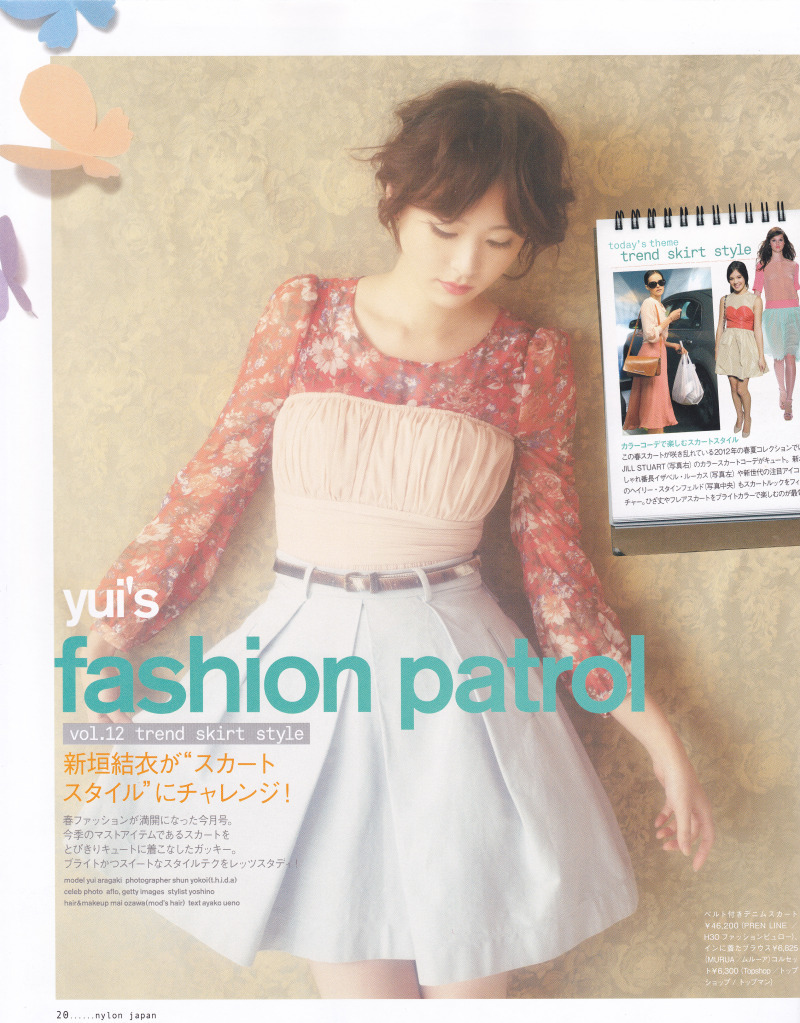 today's theme
trend skirt style
カラーコーデで楽しむスカートスタイル
この春スカートが咲き乱れている2012年の春夏コレクションでい
JILL STUART（写真右）のカラースカートコーデがキュート。新
しゃれ番長イザベル・ルーカス（写真左）や新世代の注目アイコ
のヘイリー・スタインフェルド（写真中央）もスカートルックをフィ
チャー。ひざ丈やフレアスカートをブライトカラーで楽しむのが最
yui's
fashion patrol
vol.12 trend skirt style
新垣結衣が“スカート
スタイル”にチャレンジ！
春ファッションが満開になった今月号。
今季のマストアイテムであるスカートを
とびきりキュートに着こなしたガッキー。
ブライトかつスイートなスタイルテクをレッツスタディ！
model yui aragaki photographer shun yokoi(t.h.i.d.a)
celeb photo aflo, getty images stylist yoshino
hair&makeup mai ozawa(mod's hair) text ayako ueno
ベルト付きデニムスカート
￥46,200（PREN LINE／
H30 ファッションビュロー）、
インに着たブラウス￥6,825
（MURUA／ムルーア）コルセッ
ト￥6,300（Topshop／トップ
ショップ／トップマン）
20......nylon japan